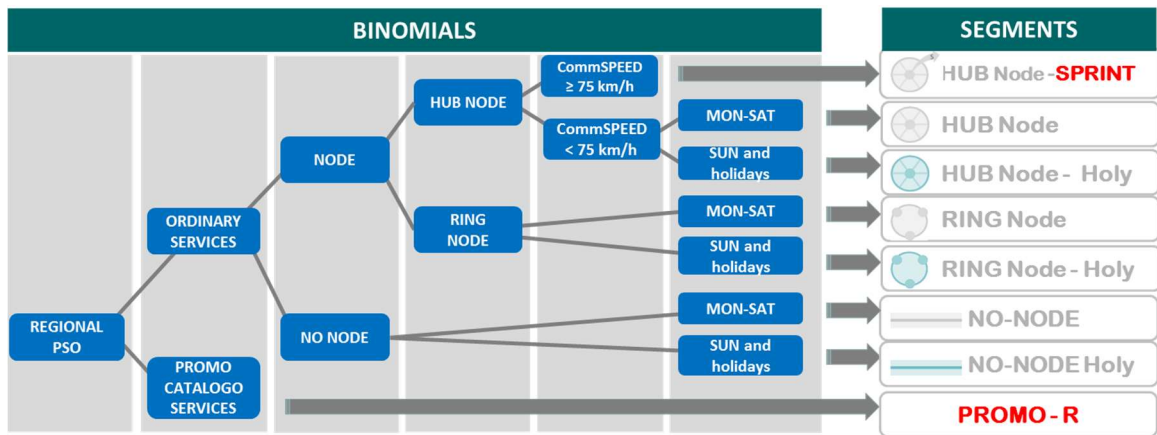 BINOMIALS
SEGMENTS
CommSPEED
≥ 75 km/h
HUB Node -SPRINT
HUB NODE
MON-SAT
HUB Node
CommSPEED
< 75 km/h
NODE
SUN and
holidays
HUB Node - Holy
MON-SAT
RING Node
ORDINARY
SERVICES
RING
NODE
SUN and
holidays
RING Node - Holy
MON-SAT
NO-NODE
REGIONAL
PSO
NO NODE
SUN and
holidays
NO-NODE Holy
PROMO
CATALOGO
SERVICES
PROMO - R